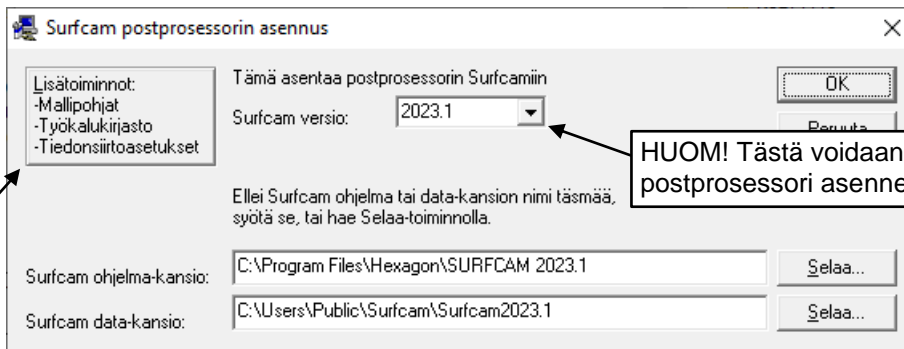 Surfcam postprosessorin asennus
Lisätoiminnot:
-Mallipohjat
-Työkalukirjasto
-Tiedonsiirtoasetukset
Tämä asentaa postprosessorin Surfcamiin
Surfcam versio:
2023.1
OK
Peruuta
HUOM! Tästä voidaan
postprosessori asenne
Ellei Surfcam ohjelma tai data-kansion nimi täsmää,
syötä se, tai hae Selaa-toiminnolla.
Surfcam ohjelma-kansio:
C:\Program Files\Hexagon\SURFCAM 2023.1
Selaa...
Surfcam data-kansio:
C:\Users\Public\Surfcam\Surfcam2023.1
Selaa...